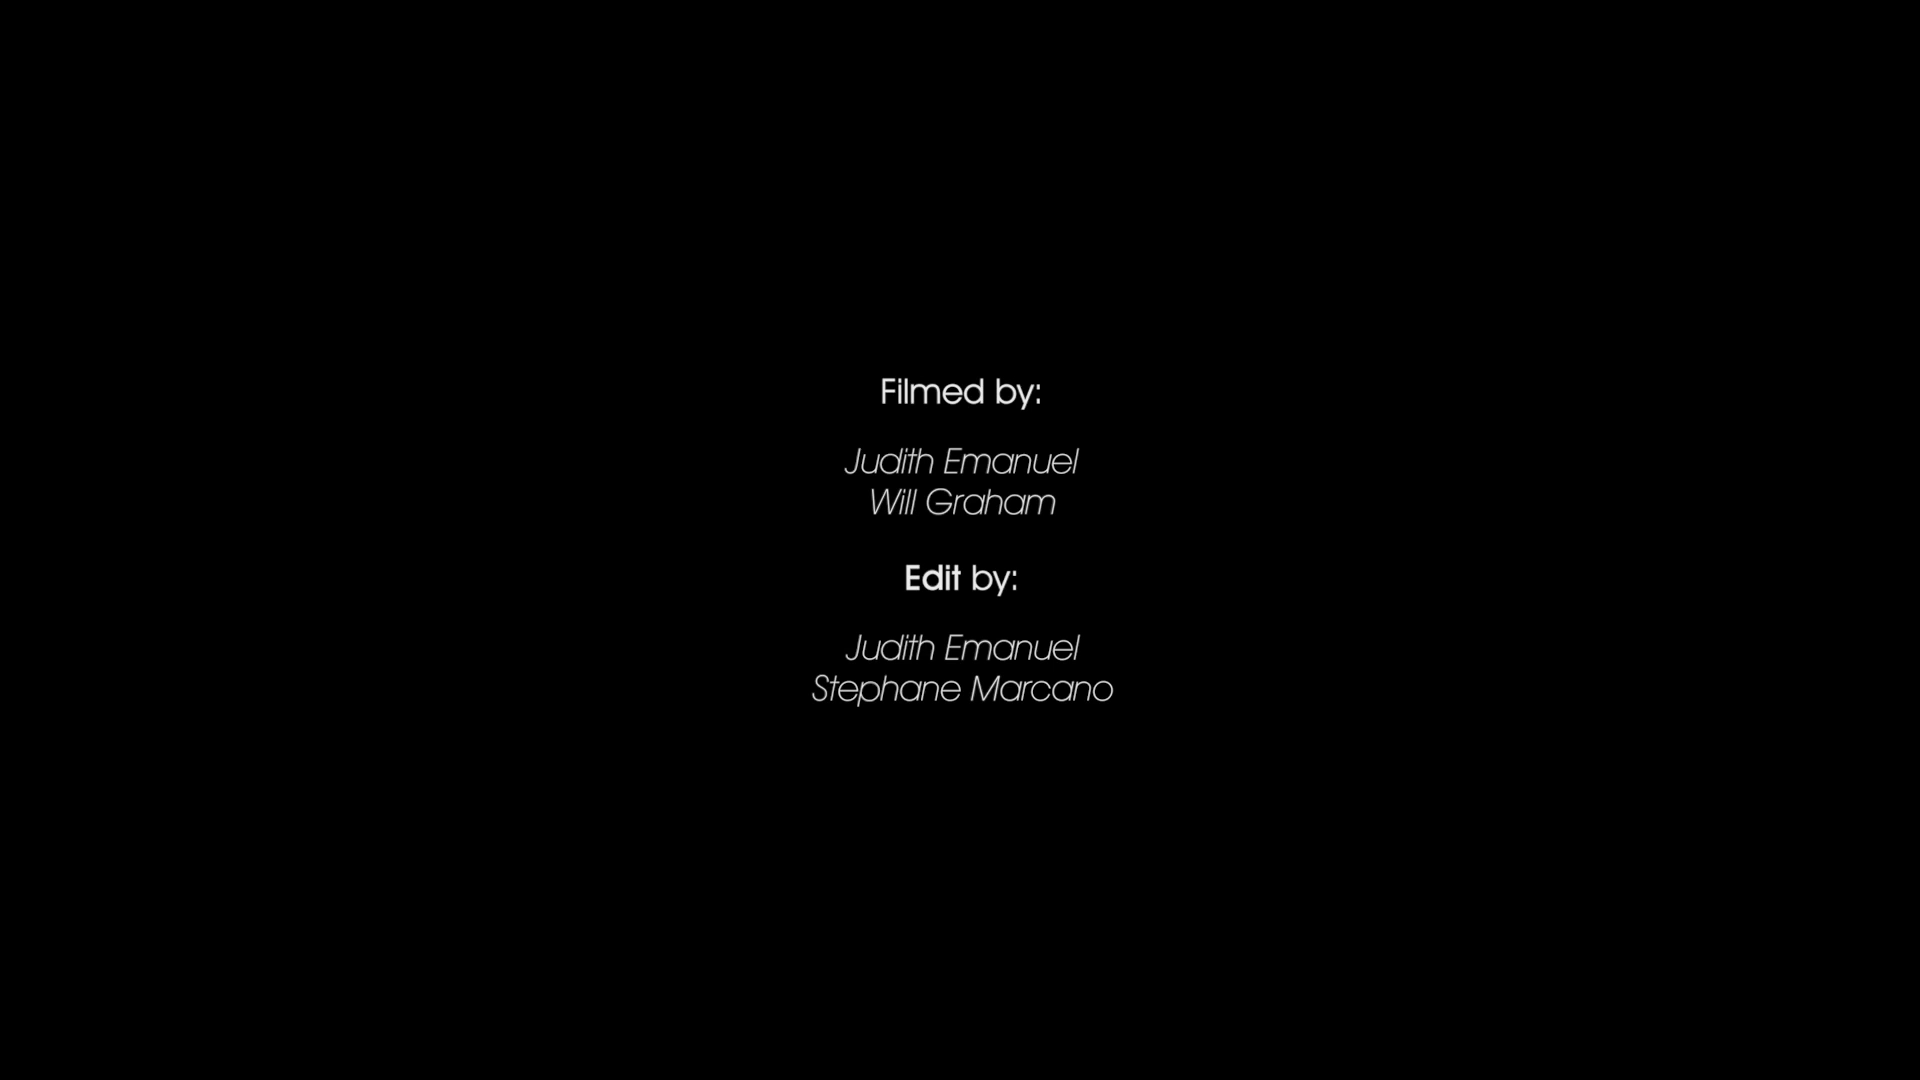 Filmed by:
Judith Emanuel
Will Graham
Edit by:
Judith Emanuel
Stephane Marcano